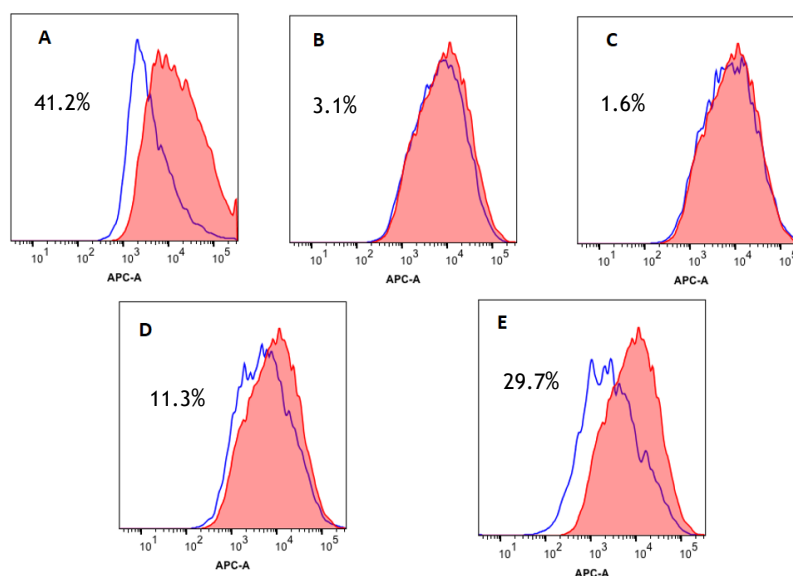 A
41.2%
10¹ 10² 10³ 10⁴ 10⁵
APC-A
B
3.1%
10¹ 10² 10³ 10⁴ 10⁵
APC-A
C
1.6%
10¹ 10² 10³ 10⁴ 10⁵
APC-A
D
11.3%
10¹ 10² 10³ 10⁴ 10⁵
APC-A
E
29.7%
10¹ 10² 10³ 10⁴ 10⁵
APC-A